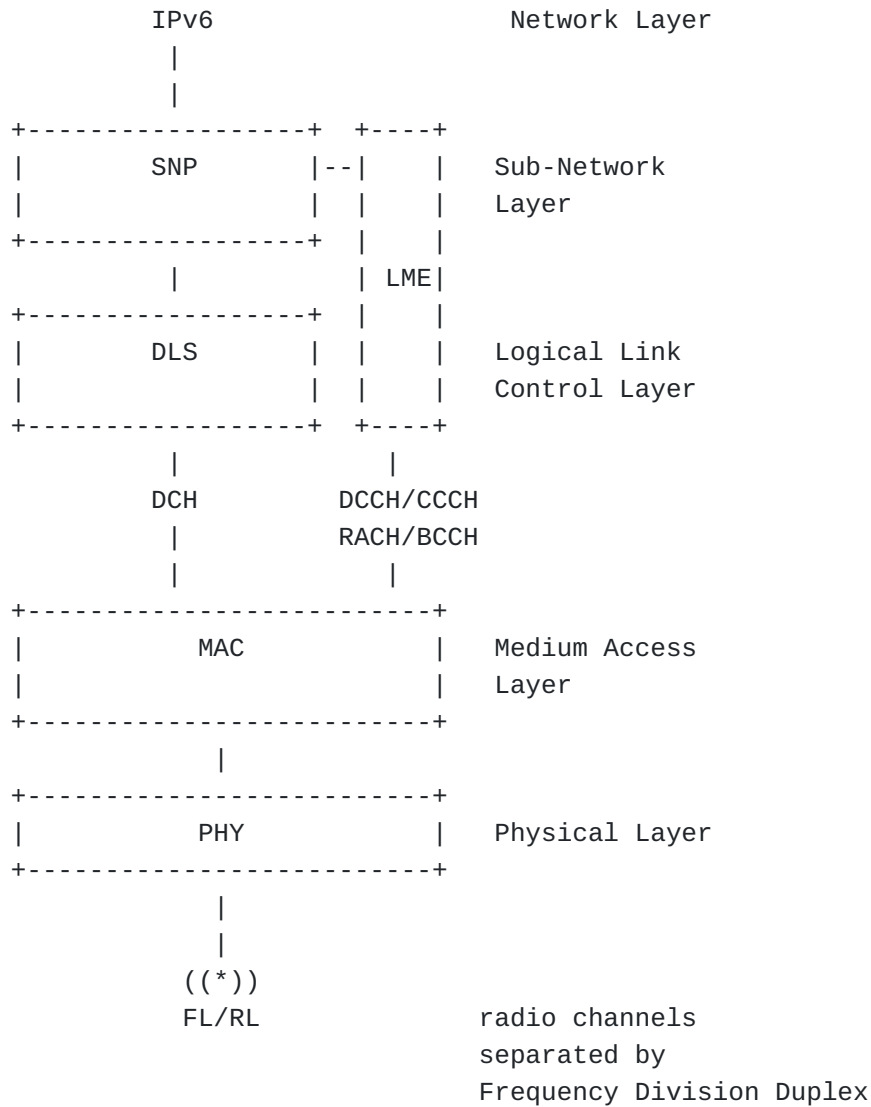 IPv6 Network Layer
|
|
+------------------+ +----+
| SNP |--| | Sub-Network
| | | | Layer
+------------------+ | |
| | LME|
+------------------+ | |
| DLS | | | Logical Link
| | | | Control Layer
+------------------+ +----+
| |
DCH DCCH/CCCH
| RACH/BCCH
| |
+--------------------------+
| MAC | Medium Access
| | Layer
+--------------------------+
|
+--------------------------+
| PHY | Physical Layer
+--------------------------+
|
|
((*))
FL/RL radio channels
separated by
Frequency Division Duplex